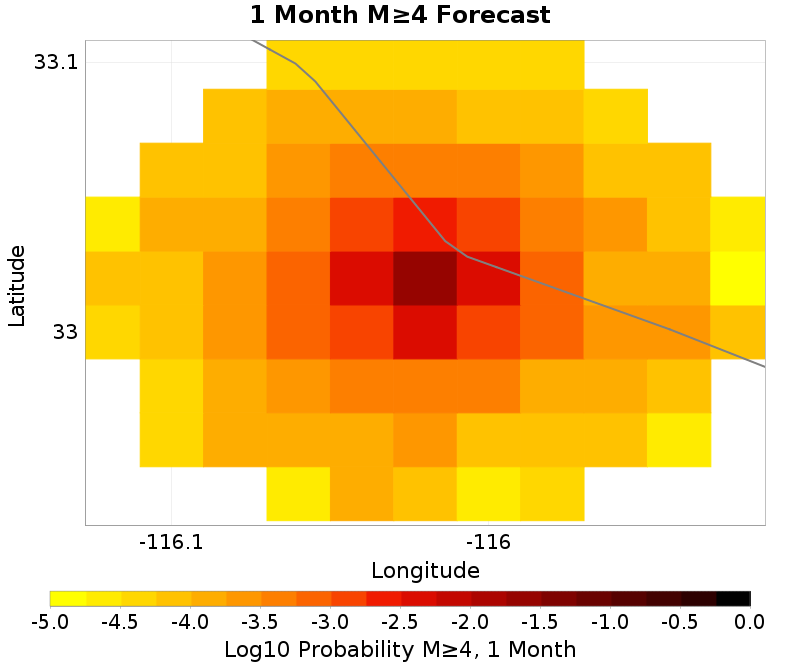 1 Month M≥4 Forecast
33.1
33
Latitude
-116.1 -116
Longitude
-5.0 -4.5 -4.0 -3.5 -3.0 -2.5 -2.0 -1.5 -1.0 -0.5 0.0
Log10 Probability M≥4, 1 Month